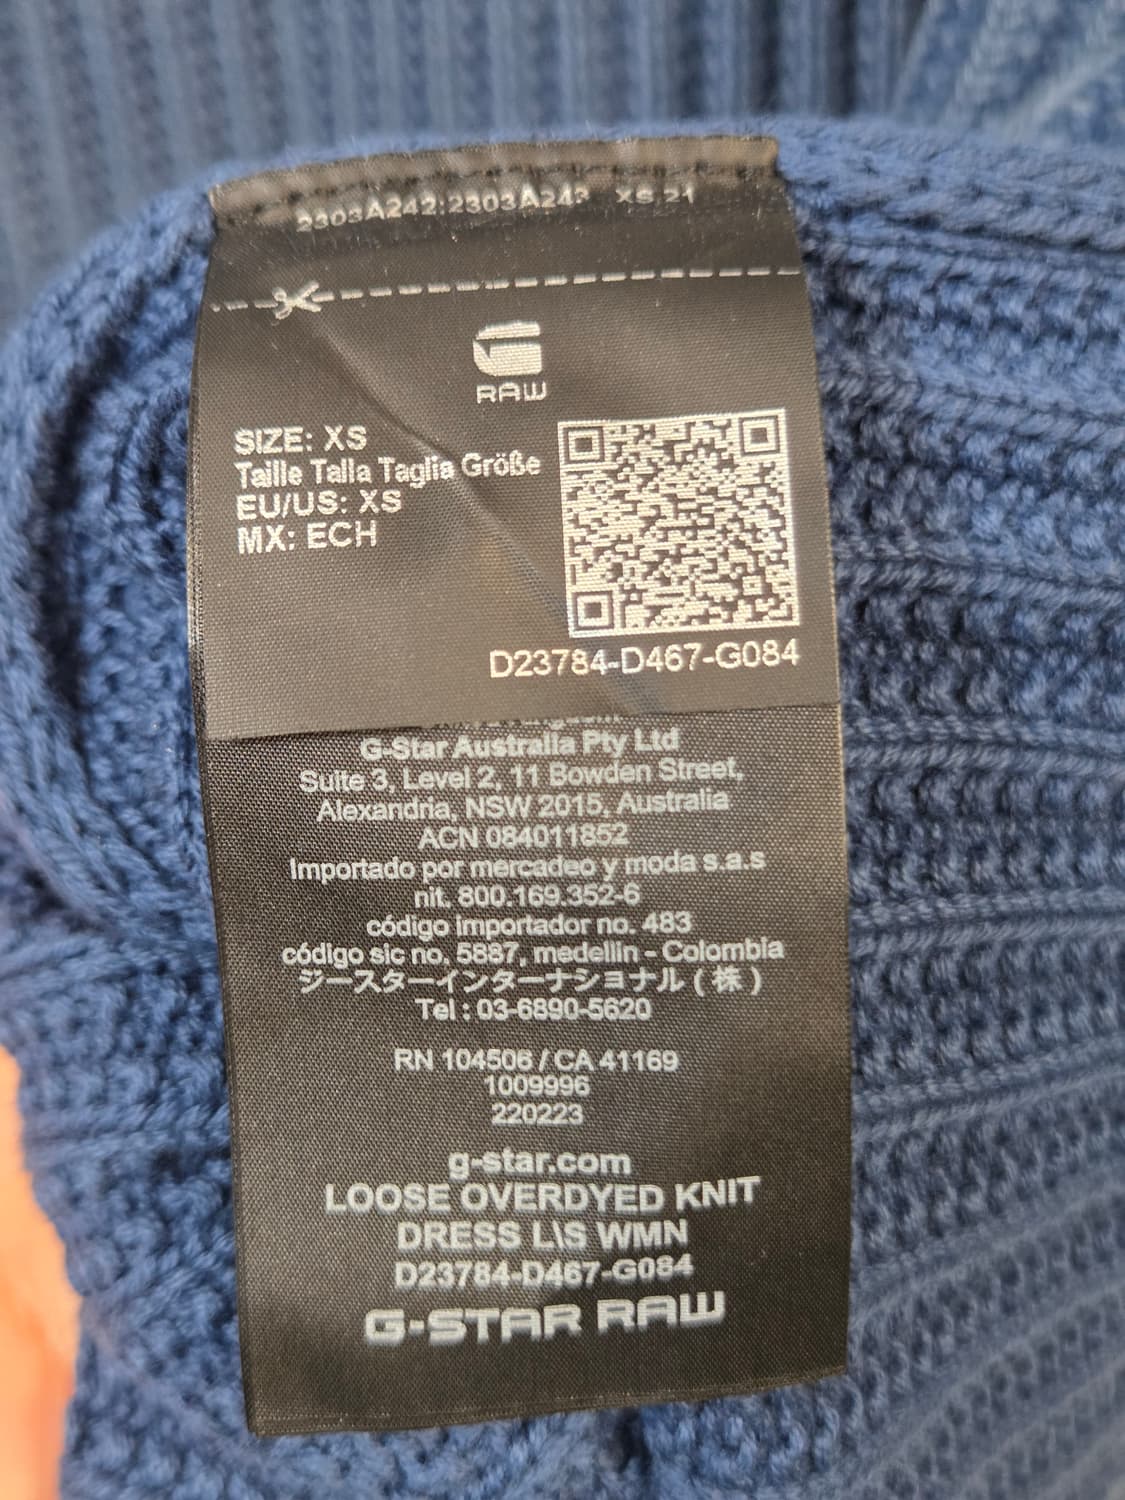 2303A242:2303A242 XS 21
RAW
SIZE: XS
Taille Talla Taglia Größe
EU/US: XS
MX: ECH
D23784-D467-G084
G-Star Australia Pty Ltd
Suite 3, Level 2, 11 Bowden Street,
Alexandria, NSW 2015, Australia
ACN 084011852
Importado por mercadeo y moda s.a.s
nit. 800.169.352-6
código importador no. 483
código sic no. 5887, medellin - Colombia
ジースターインターナショナル(株)
Tel : 03-6890-5620
RN 104506 / CA 41169
1009996
220223
g-star.com
LOOSE OVERDYED KNIT
DRESS L\S WMN
D23784-D467-G084
G-STAR RAW